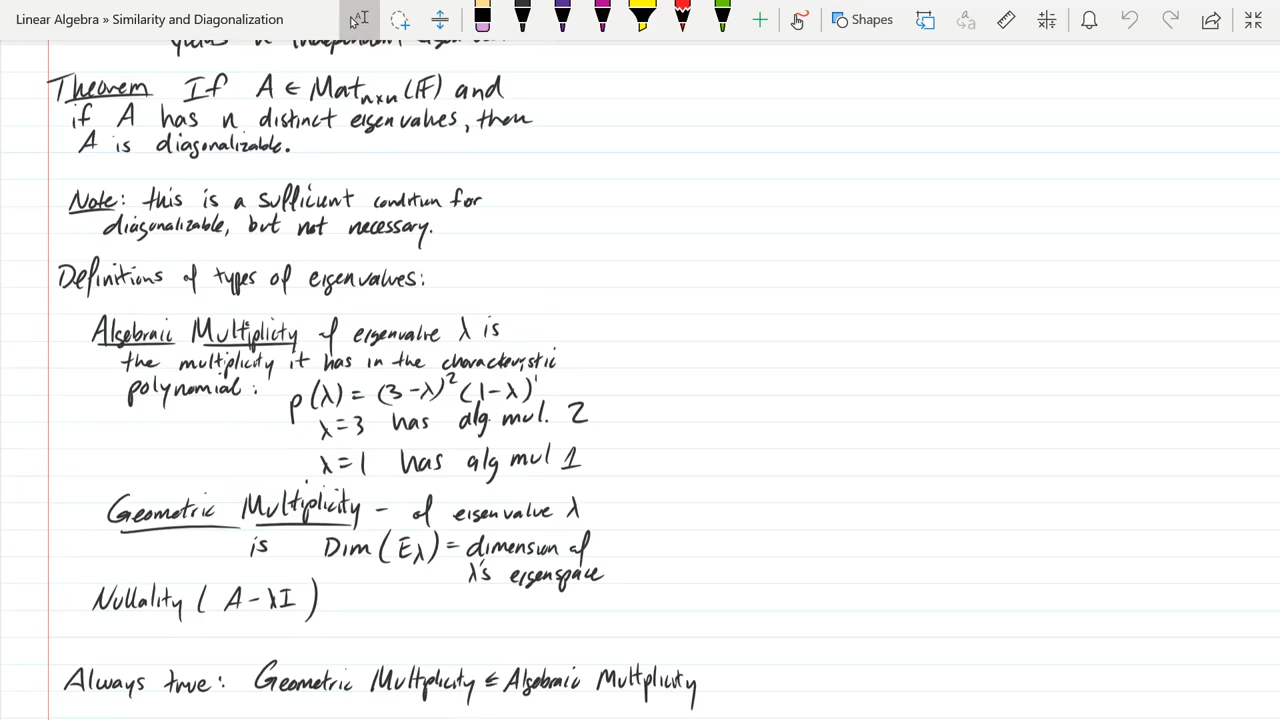 Linear Algebra » Similarity and Diagonalization
Shapes
Theorem If A ∈ Mat_{n×n}(F) and
if A has n distinct eigenvalues, then
A is diagonalizable.
Note: this is a sufficient condition for
diagonalizable, but not necessary.
Definitions of types of eigenvalues:
Algebraic Multiplicity of eigenvalue λ is
the multiplicity it has in the characteristic
polynomial: p(λ) = (3-λ)²(1-λ)¹
λ=3 has alg. mul. 2
λ=1 has alg mul 1
Geometric Multiplicity - of eigenvalue λ
is Dim(E_λ) = dimension of
λ's eigenspace
Nullality (A-λI)
Always true: Geometric Multiplicity ≤ Algebraic Multiplicity